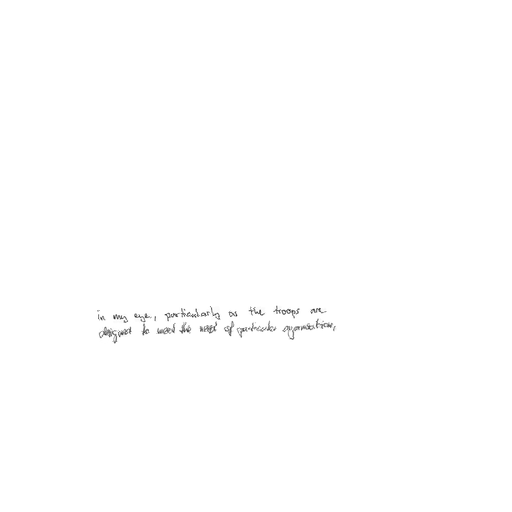 in my eye, particularly as the troops are
designed to meet the need of particular organisation,